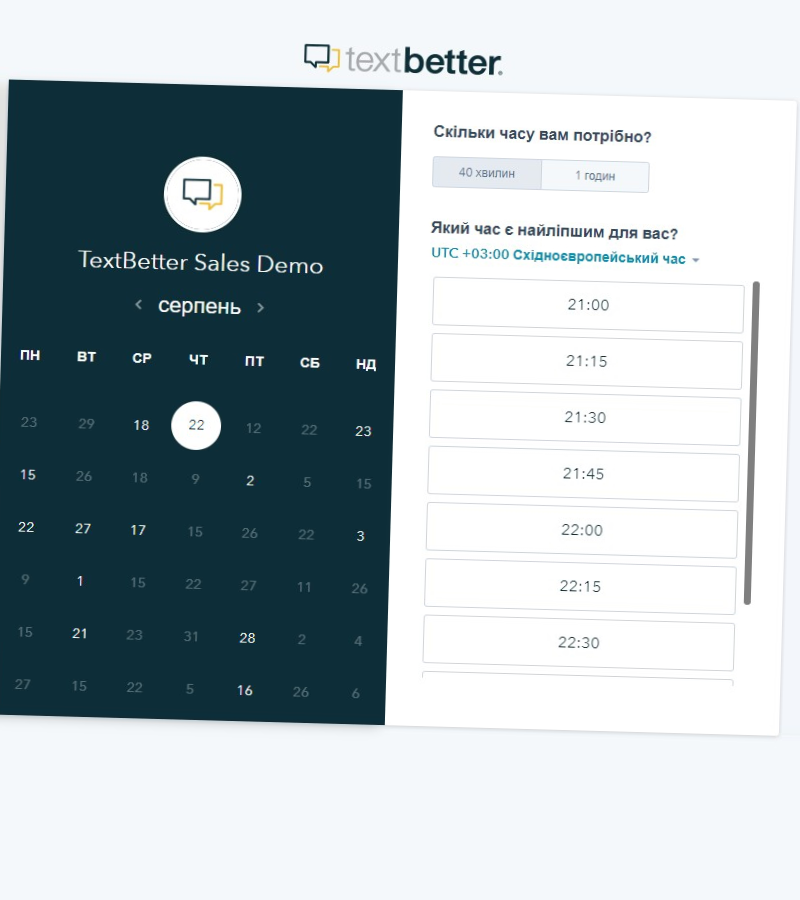 textbetter.
TextBetter Sales Demo
серпень
ПН ВТ СР ЧТ ПТ СБ НД
23 29 18 22 12 22 23
15 26 18 9 2 5 15
22 27 17 15 26 22 3
9 1 15 22 27 11 26
15 21 23 31 28 2 4
27 15 22 5 16 26 6
Скільки часу вам потрібно?
40 хвилин 1 годин
Який час є найліпшим для вас?
UTC +03:00 Східноєвропейський час
21:00
21:15
21:30
21:45
22:00
22:15
22:30